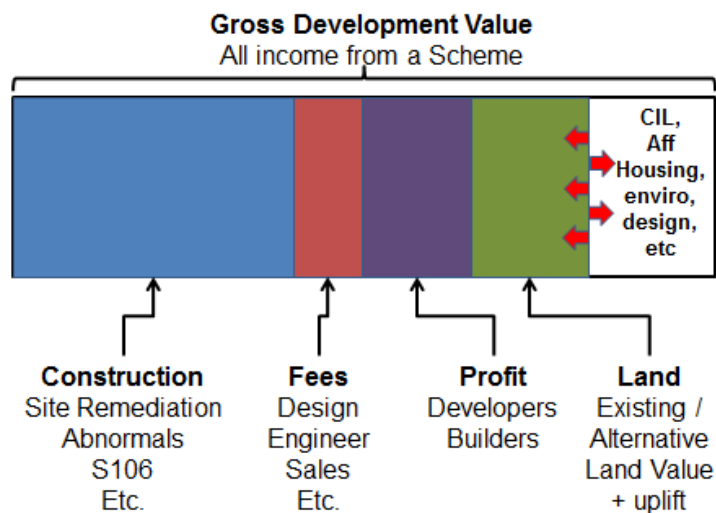 Gross Development Value
All income from a Scheme
CIL,
Aff
Housing,
enviro,
design,
etc
Construction
Site Remediation
Abnormals
S106
Etc.
Fees
Design
Engineer
Sales
Etc.
Profit
Developers
Builders
Land
Existing /
Alternative
Land Value
+ uplift